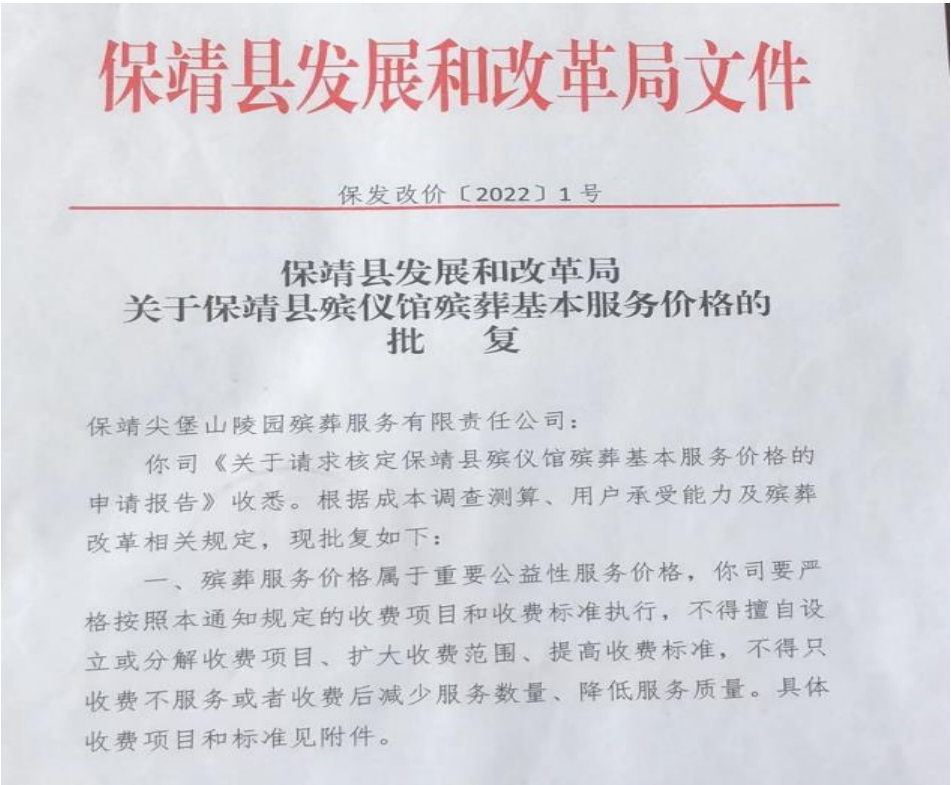 保靖县发展和改革局文件
保发改价〔2022〕1号
保靖县发展和改革局
关于保靖县殡仪馆殡葬基本服务价格的
批 复
保靖尖堡山陵园殡葬服务有限责任公司：
你司《关于请求核定保靖县殡仪馆殡葬基本服务价格的
申请报告》收悉。根据成本调查测算、用户承受能力及殡葬
改革相关规定，现批复如下：
一、殡葬服务价格属于重要公益性服务价格，你司要严
格按照本通知规定的收费项目和收费标准执行，不得擅自设
立或分解收费项目、扩大收费范围、提高收费标准，不得只
收费不服务或者收费后减少服务数量、降低服务质量。具体
收费项目和标准见附件。